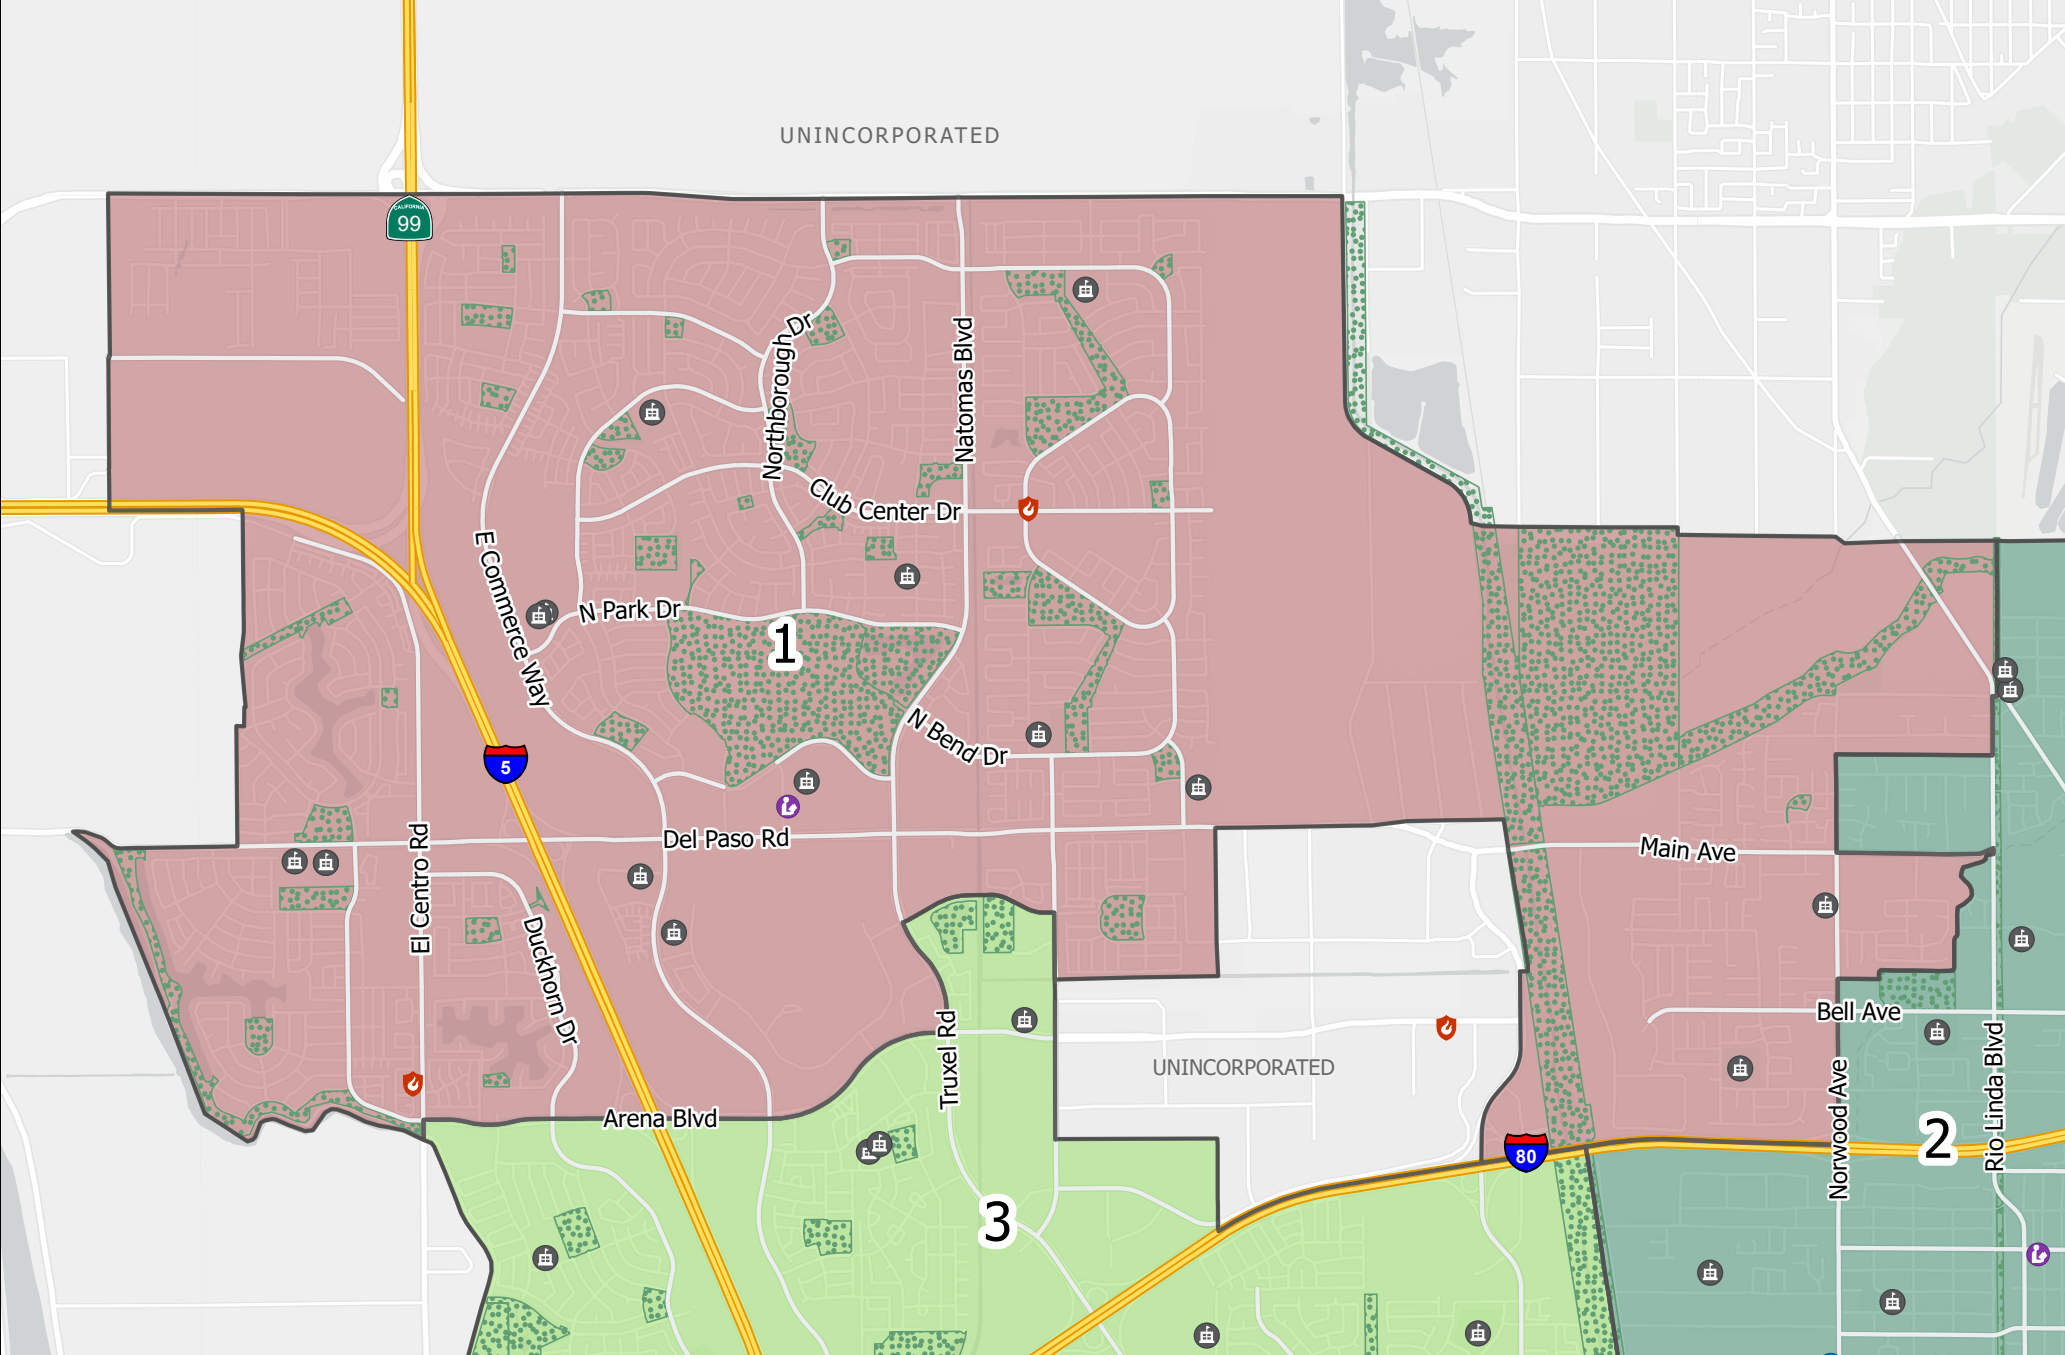 UNINCORPORATED
CALIFORNIA
99
Northborough Dr
Natomas Blvd
Club Center Dr
E Commerce Way
N Park Dr
1
N Bend Dr
5
Del Paso Rd
El Centro Rd
Main Ave
Duckhorn Dr
Bell Ave
Truxel Rd
UNINCORPORATED
Rio Linda Blvd
Norwood Ave
Arena Blvd
2
80
3